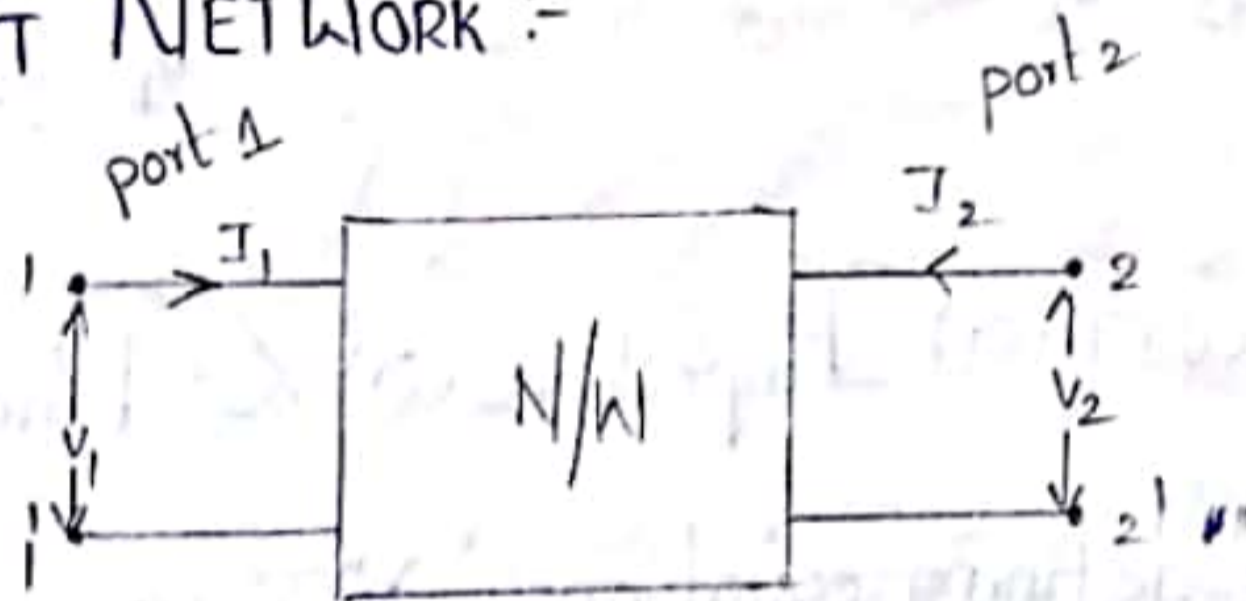 T NETWORK :-
port 1
port 2
I₁
I₂
1
2
N/W
V₁
V₂
1'
2'